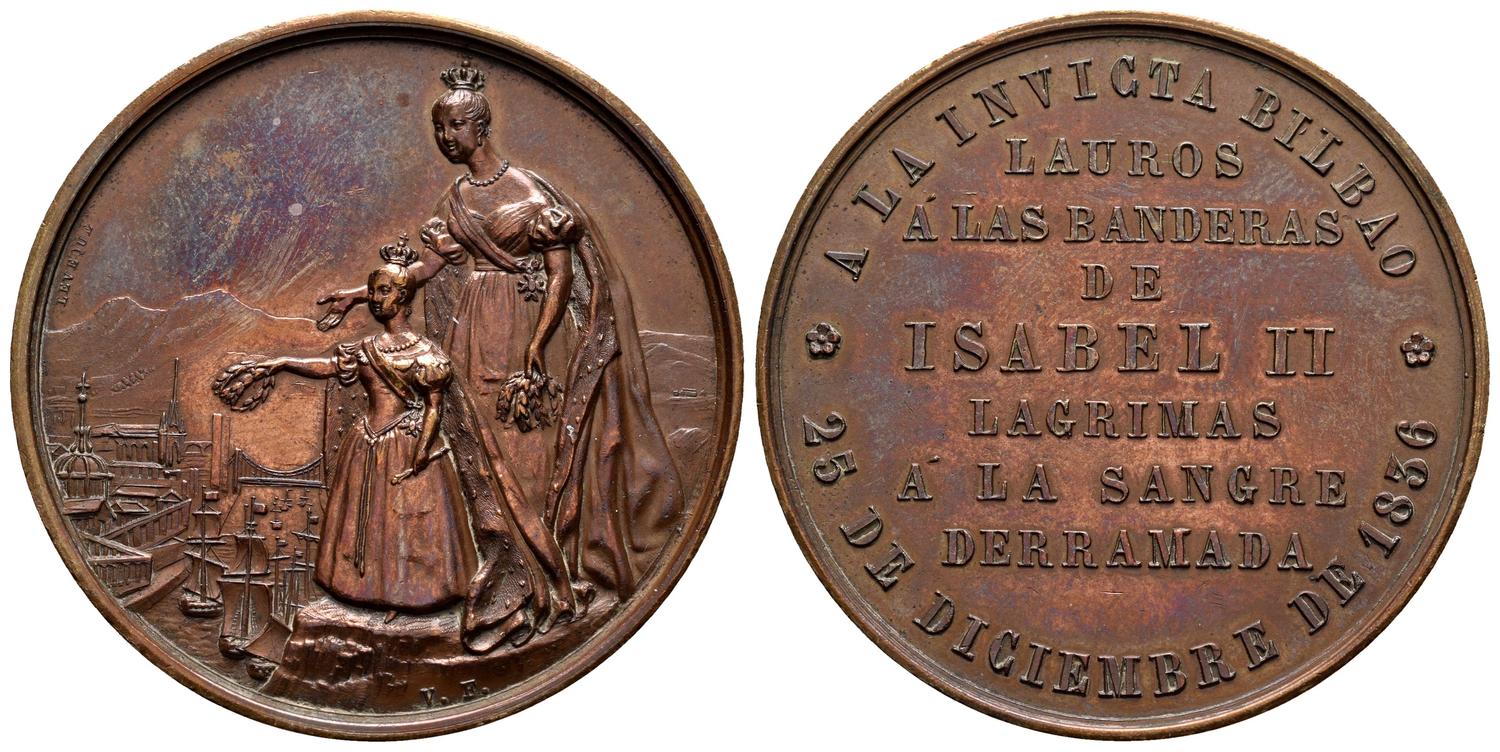 V. F.
A LA INVICTA BILBAO
LAUROS
Á LAS BANDERAS
DE
ISABEL II
LAGRIMAS
Á LA SANGRE
DERRAMADA
25 DE DICIEMBRE DE 1836